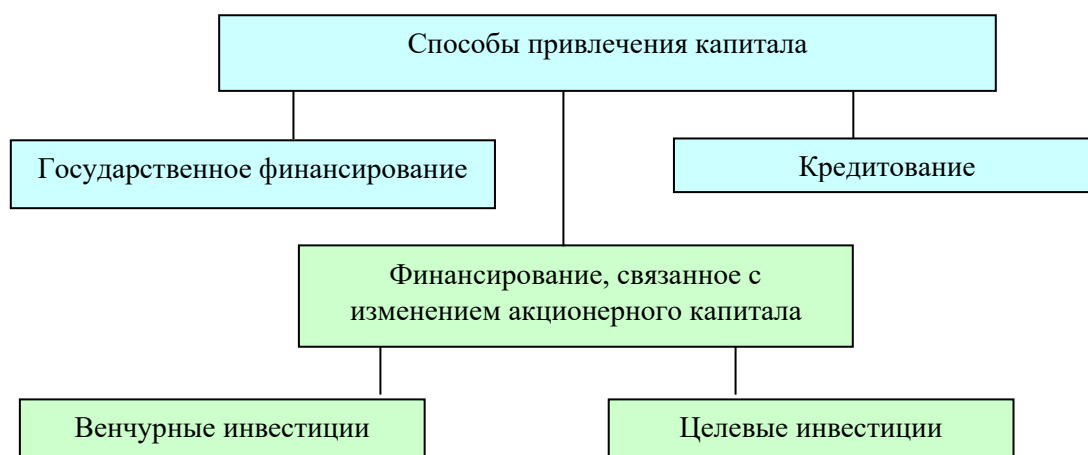 Способы привлечения капитала
Государственное финансирование
Кредитование
Финансирование, связанное с
изменением акционерного капитала
Венчурные инвестиции
Целевые инвестиции